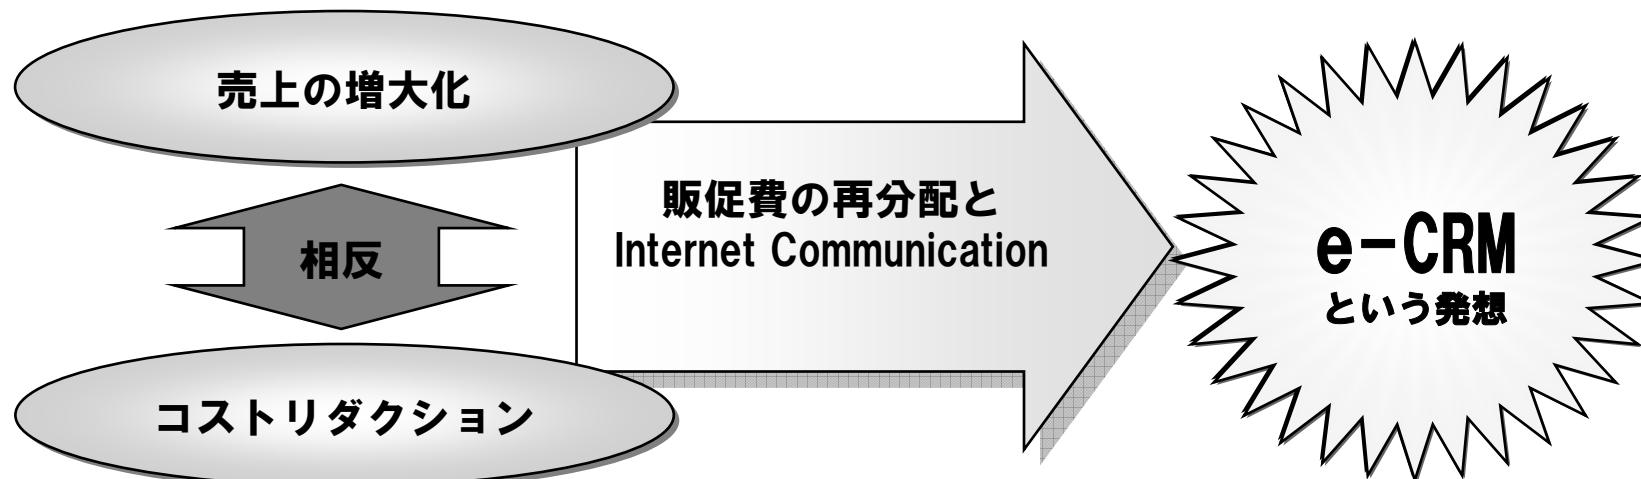 売上の増大化
相反
コストリダクション
販促費の再分配と
Internet Communication
e-CRM
という発想